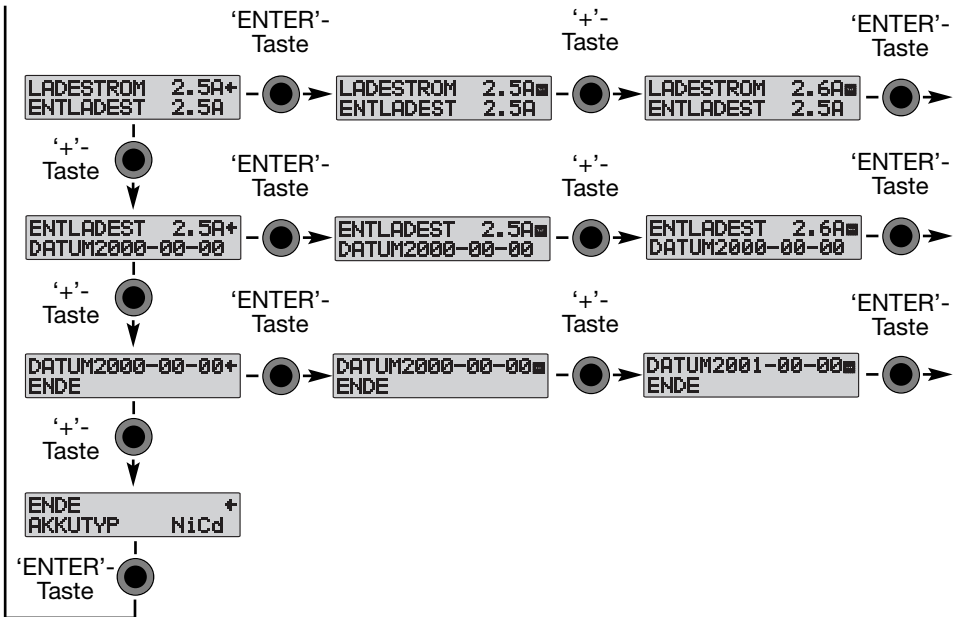 ‘ENTER’-
Taste
‘+’-
Taste
‘ENTER’-
Taste
LADESTROM 2.5A
ENTLADEST 2.5A
LADESTROM 2.5A
ENTLADEST 2.5A
LADESTROM 2.6A
ENTLADEST 2.5A
‘+’-
Taste
‘ENTER’-
Taste
‘+’-
Taste
‘ENTER’-
Taste
ENTLADEST 2.5A
DATUM2000-00-00
ENTLADEST 2.5A
DATUM2000-00-00
ENTLADEST 2.6A
DATUM2000-00-00
‘+’-
Taste
‘ENTER’-
Taste
‘+’-
Taste
‘ENTER’-
Taste
DATUM2000-00-00
ENDE
DATUM2000-00-00
ENDE
DATUM2001-00-00
ENDE
‘+’-
Taste
ENDE
AKKUTYP NiCd
‘ENTER’-
Taste